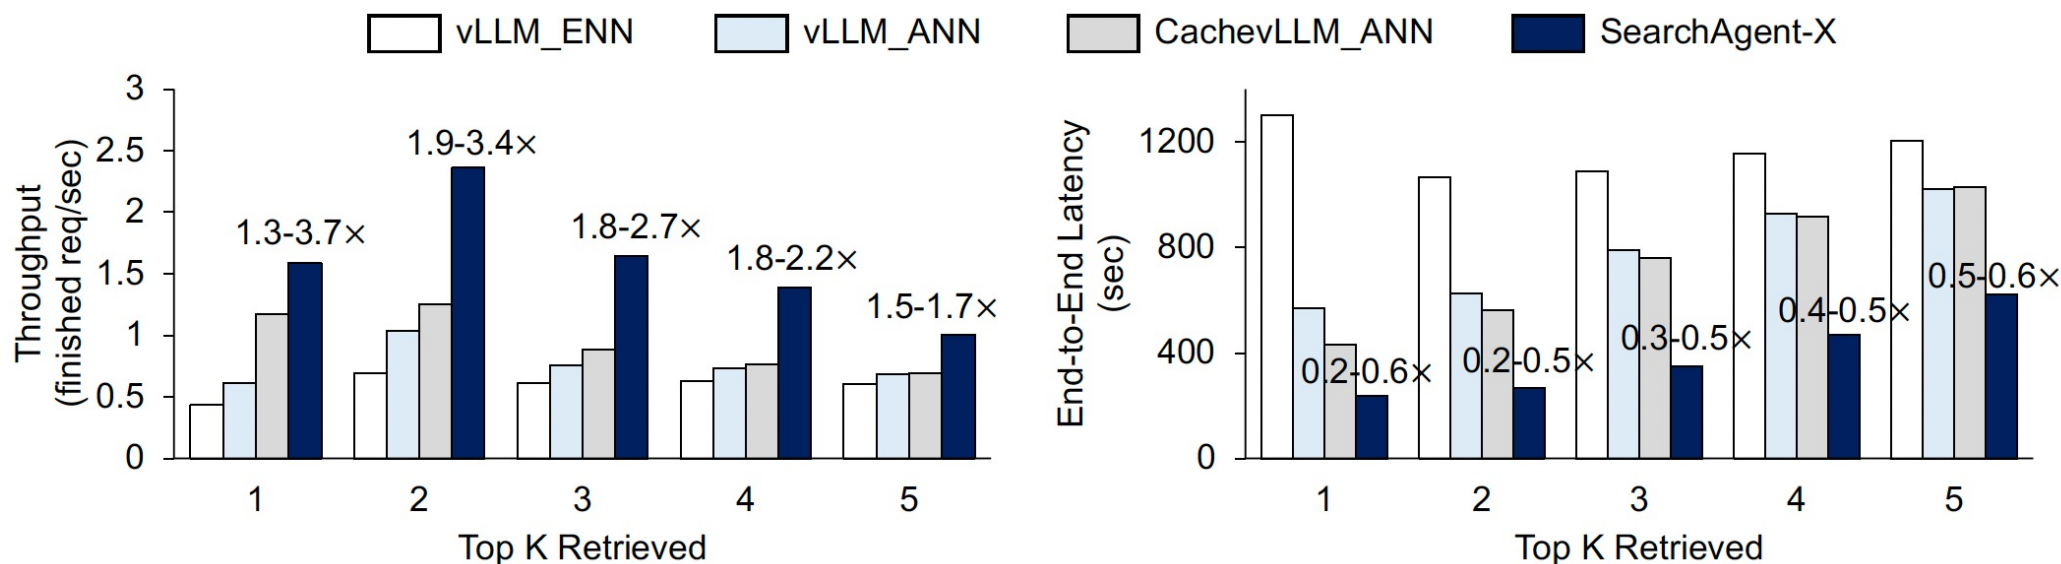 vLLM_ENN vLLM_ANN CachevLLM_ANN SearchAgent-X
Throughput
(finished req/sec)
3
2.5
2
1.5
1
0.5
0
1.3-3.7×
1.9-3.4×
1.8-2.7×
1.8-2.2×
1.5-1.7×
1 2 3 4 5
Top K Retrieved
End-to-End Latency
(sec)
1200
800
400
0
0.2-0.6×
0.2-0.5×
0.3-0.5×
0.4-0.5×
0.5-0.6×
1 2 3 4 5
Top K Retrieved